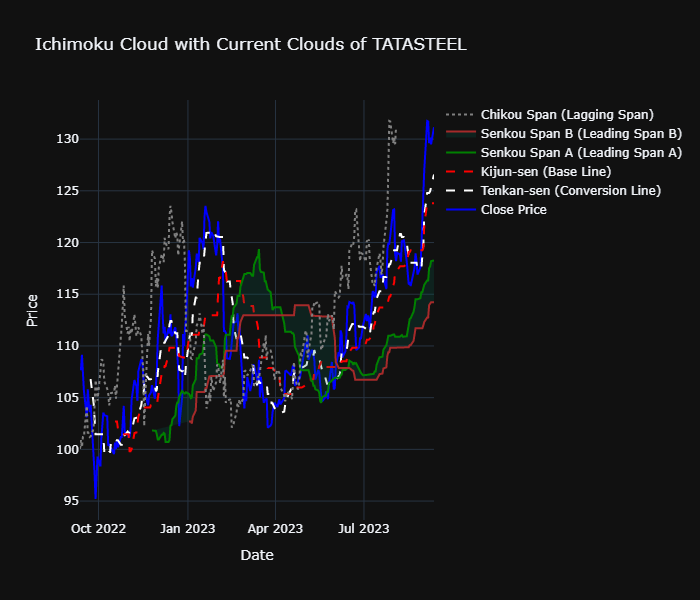 Ichimoku Cloud with Current Clouds of TATASTEEL
Chikou Span (Lagging Span)
Senkou Span B (Leading Span B)
Senkou Span A (Leading Span A)
Kijun-sen (Base Line)
Tenkan-sen (Conversion Line)
Close Price
130
125
120
115
110
105
100
95
Price
Oct 2022 Jan 2023 Apr 2023 Jul 2023
Date